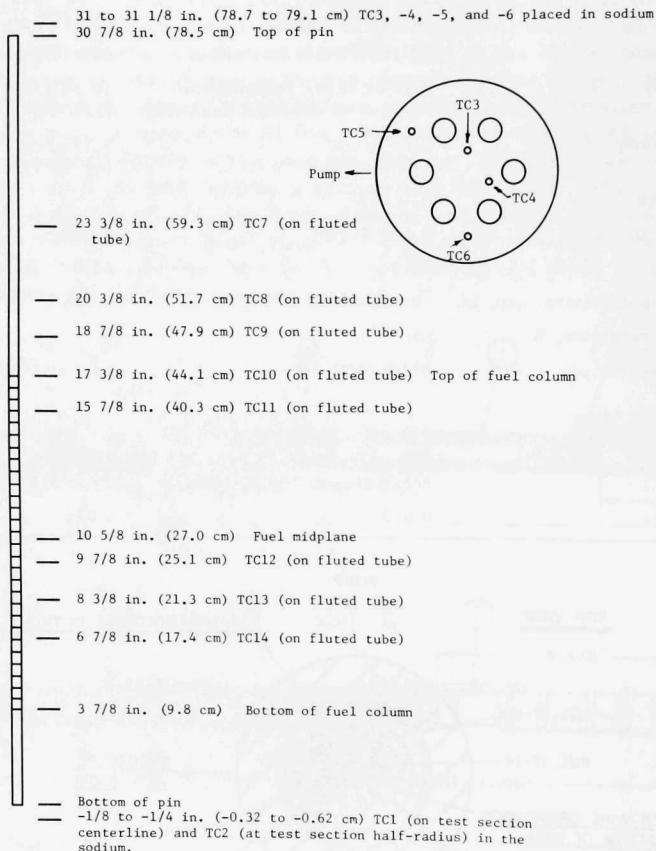 31 to 31 1/8 in. (78.7 to 79.1 cm) TC3, -4, -5, and -6 placed in sodium
30 7/8 in. (78.5 cm) Top of pin
TC3
TC5
Pump
TC4
TC6
23 3/8 in. (59.3 cm) TC7 (on fluted
tube)
20 3/8 in. (51.7 cm) TC8 (on fluted tube)
18 7/8 in. (47.9 cm) TC9 (on fluted tube)
17 3/8 in. (44.1 cm) TC10 (on fluted tube) Top of fuel column
15 7/8 in. (40.3 cm) TC11 (on fluted tube)
10 5/8 in. (27.0 cm) Fuel midplane
9 7/8 in. (25.1 cm) TC12 (on fluted tube)
8 3/8 in. (21.3 cm) TC13 (on fluted tube)
6 7/8 in. (17.4 cm) TC14 (on fluted tube)
3 7/8 in. (9.8 cm) Bottom of fuel column
Bottom of pin
-1/8 to -1/4 in. (-0.32 to -0.62 cm) TC1 (on test section
centerline) and TC2 (at test section half-radius) in the
sodium.